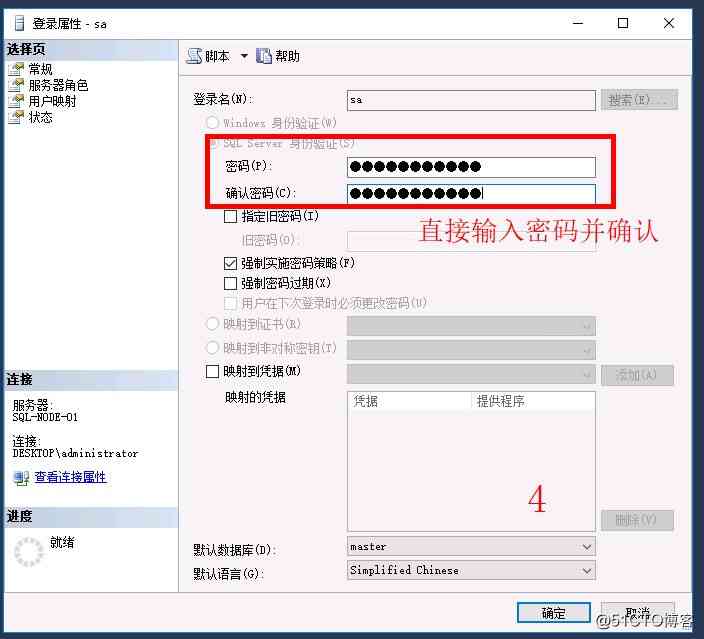 登录属性 - sa
选择页
常规
服务器角色
用户映射
状态
脚本 帮助
登录名(N): sa 搜索(E)...
Windows 身份验证(W)
SQL Server 身份验证(S)
密码(P): ●●●●●●●●●●●
确认密码(C): ●●●●●●●●●●●
指定旧密码(I)
旧密码(O):
直接输入密码并确认
强制实施密码策略(F)
强制密码过期(X)
用户在下次登录时必须更改密码(U)
映射到证书(R)
映射到非对称密钥(T)
映射到凭据(M) 添加(A)
映射的凭据 凭据 提供程序
4
删除(V)
默认数据库(D): master
默认语言(G): Simplified Chinese
连接
服务器:
SQL-NODE-01
连接:
DESKTOP\administrator
查看连接属性
进度
就绪
确定 取消
@51CTO博客